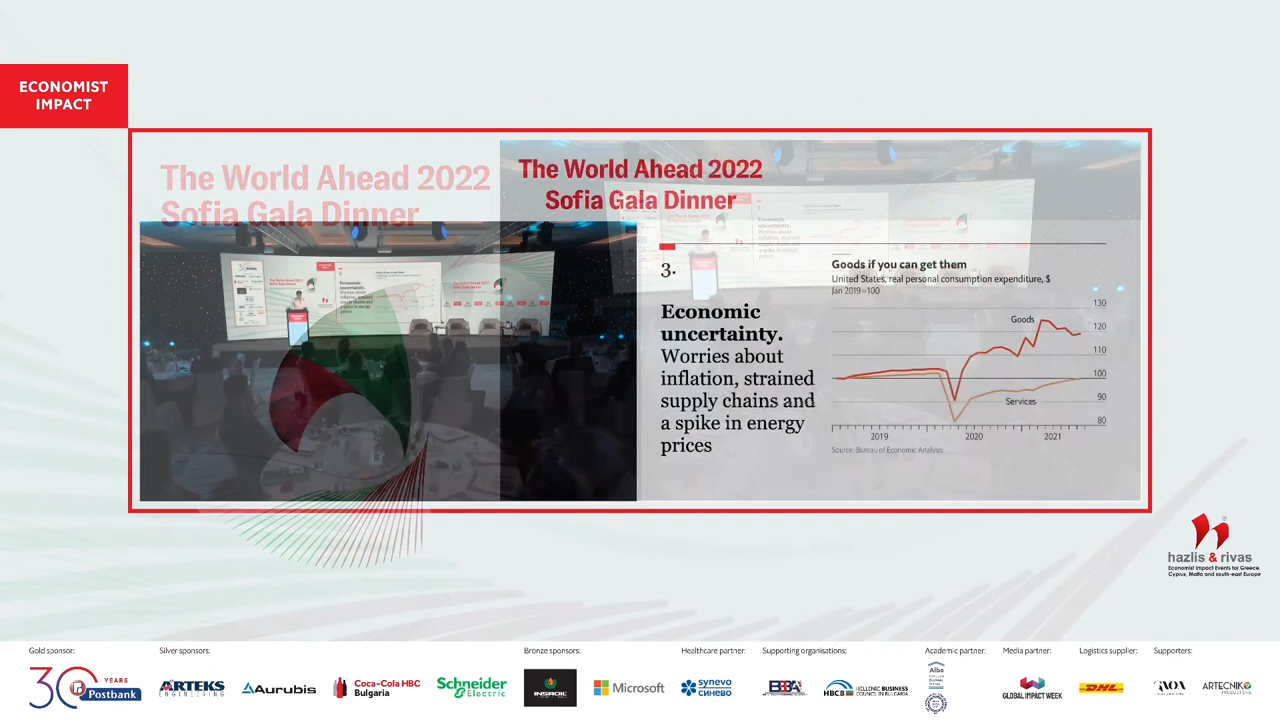 ECONOMIST
IMPACT
The World Ahead 2022
Sofia Gala Dinner
The World Ahead 2022
Sofia Gala Dinner
3.
Economic
uncertainty.
Worries about
inflation, strained
supply chains and
a spike in energy
prices
Goods if you can get them
United States, real personal consumption expenditure, $
Jan 2019=100
130
Goods
120
110
100
90
Services
80
2019
2020
2021
Source: Bureau of Economic Analysis
hazlis & rivas
Economist Impact Events for Greece,
Cyprus, Malta and south-east Europe
Gold sponsor:
30 YEARS
Postbank
Silver sponsors:
ARTEKS
ENGINEERING
Aurubis
Coca-Cola HBC
Bulgaria
Schneider
Electric
Bronze sponsors:
INSAOIL
Microsoft
Healthcare partner:
synevo
СИНЕВО
Supporting organisations:
BBBA
HBCB
HELLENIC BUSINESS
COUNCIL IN BULGARIA
Academic partner:
Alba
Media partner:
GLOBAL IMPACT WEEK
Logistics supplier:
DHL
Supporters:
ARTECNIKO
PRODUCTIONS